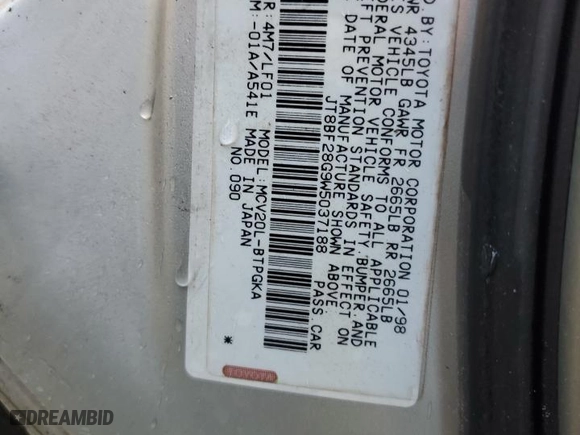 D BY: TOYOTA MOTOR CORPORATION 01/98
WR 4345LB GAWR FR 2665LB RR 2665LB
S VEHICLE CONFORMS TO ALL APPLICABLE
DERAL MOTOR VEHICLE SAFETY, BUMPER, AND
FT PREVENTION STANDARDS IN EFFECT ON
DATE OF MANUFACTURE SHOWN ABOVE.
JT8BF28G9W5037188 PASS.CAR
R: 4M7/LF01 MODEL: MCV20L-BTPGKA
M:-01A/A541E MADE IN JAPAN
NO.090
*
TOYOTA
DREAMBID